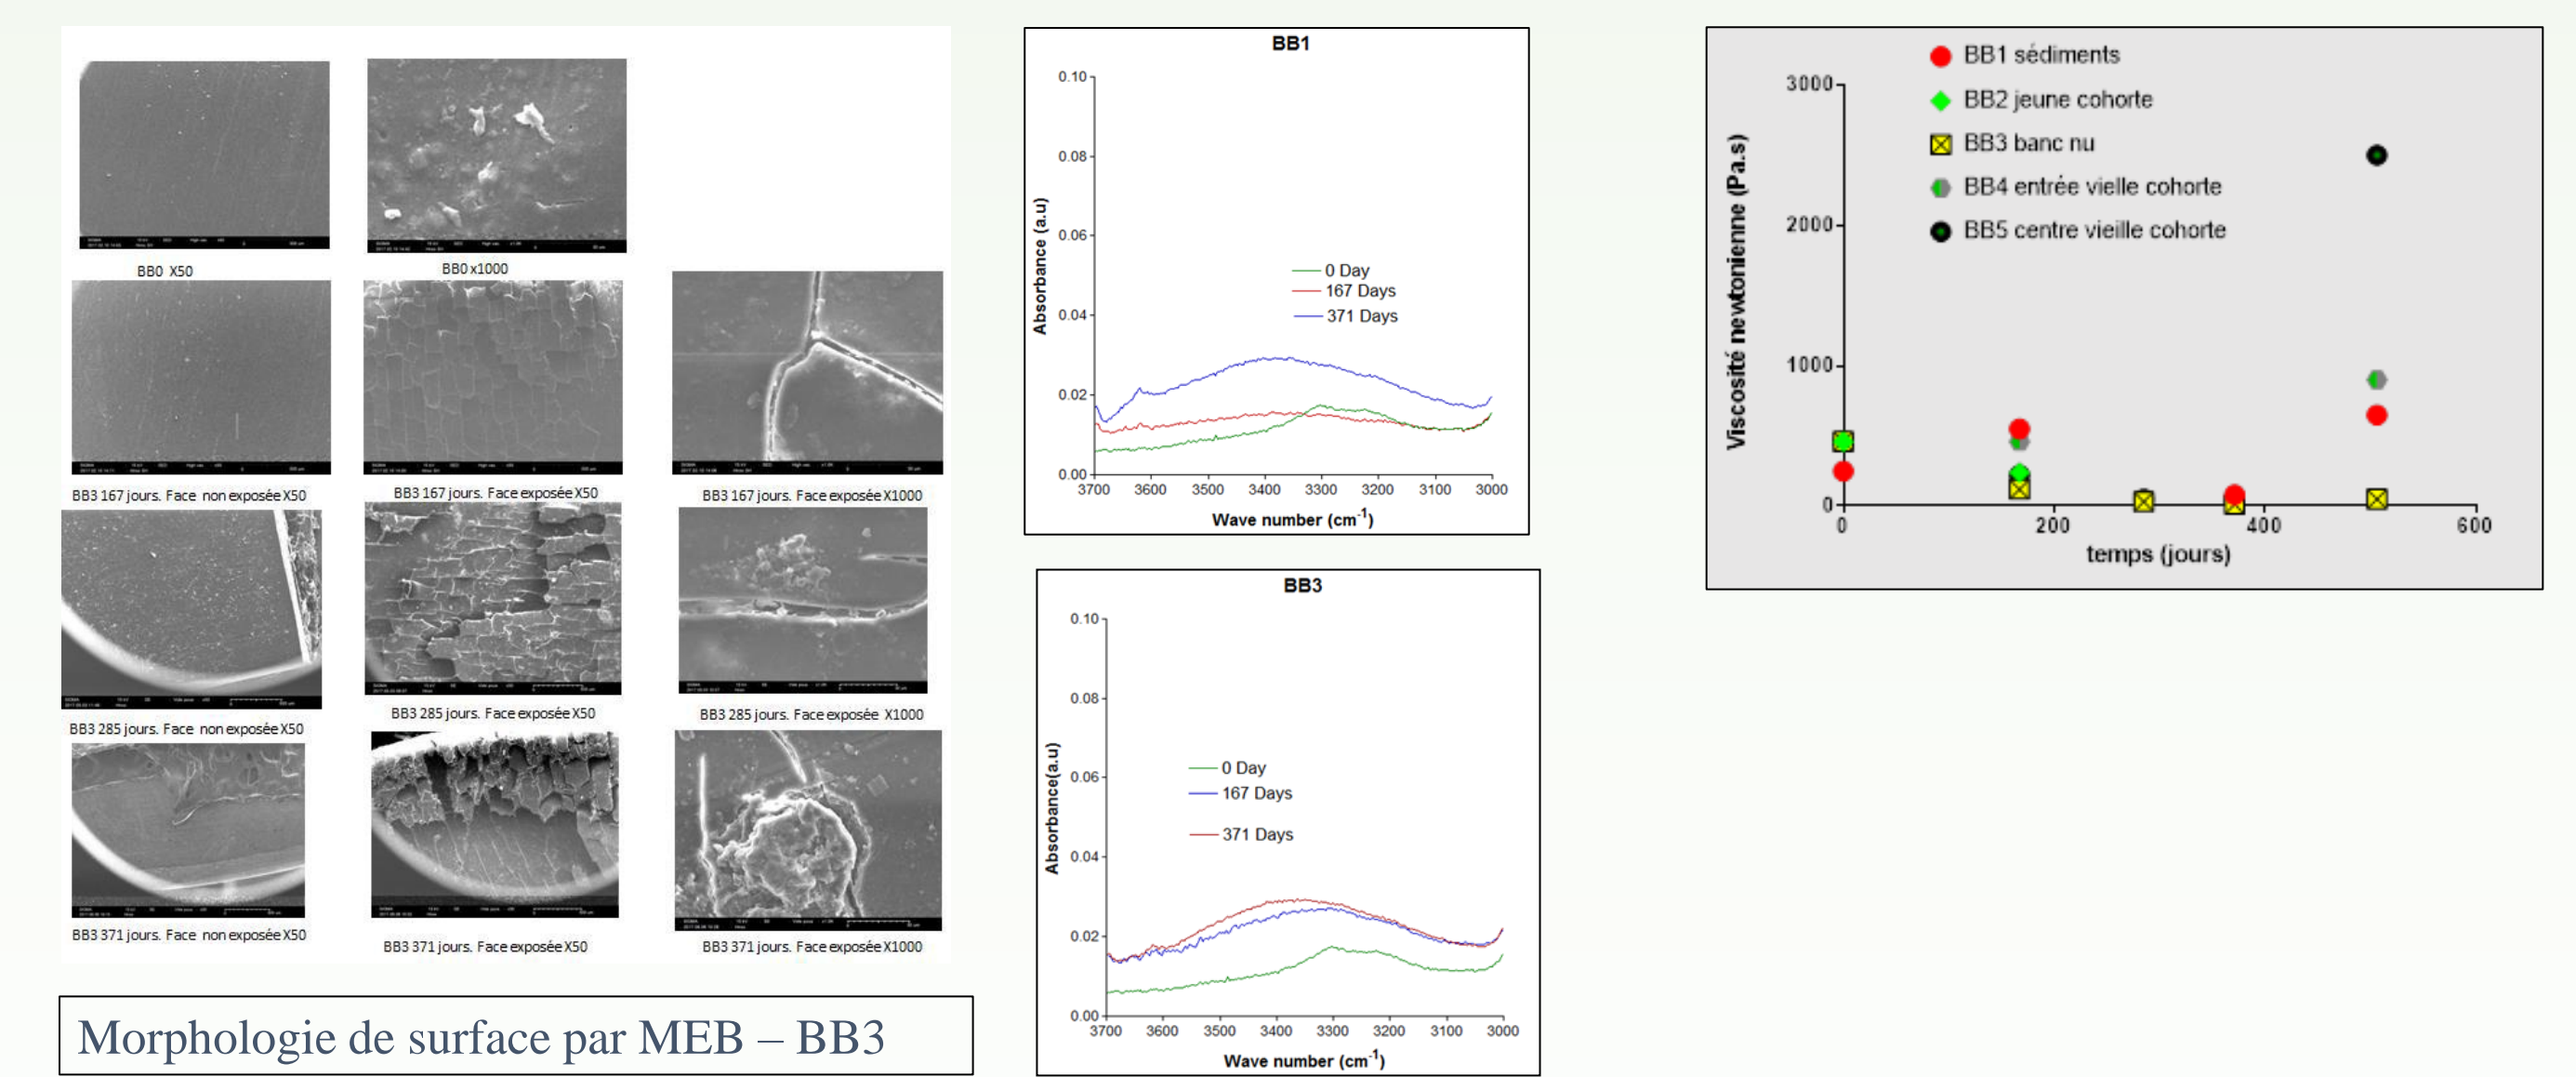 BB0 X50
BB0 x1000
BB3 167 jours. Face non exposée X50
BB3 167 jours. Face exposée X50
BB3 167 jours. Face exposée X1000
BB3 285 jours. Face non exposée X50
BB3 285 jours. Face exposée X50
BB3 285 jours. Face exposée X1000
BB3 371 jours. Face non exposée X50
BB3 371 jours. Face exposée X50
BB3 371 jours. Face exposée X1000
Morphologie de surface par MEB – BB3
BB1
Absorbance (a.u)
0.10
0.08
0.06
0.04
0.02
0.00
0 Day
167 Days
371 Days
3700 3600 3500 3400 3300 3200 3100 3000
Wave number (cm-1)
BB3
Absorbance(a.u)
0.10
0.08
0.06
0.04
0.02
0.00
0 Day
167 Days
371 Days
3700 3600 3500 3400 3300 3200 3100 3000
Wave number (cm-1)
BB1 sédiments
BB2 jeune cohorte
BB3 banc nu
BB4 entrée vielle cohorte
BB5 centre vieille cohorte
Viscosité newtonienne (Pa.s)
3000
2000
1000
0
0 200 400 600
temps (jours)